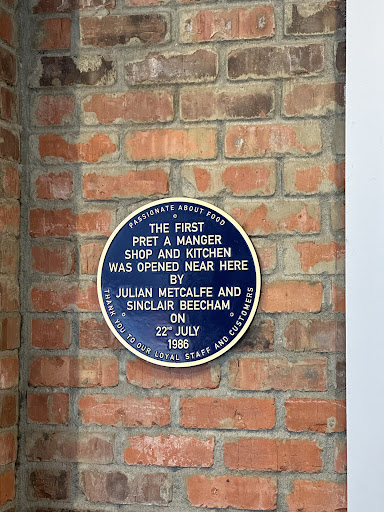 PASSIONATE ABOUT FOOD
THE FIRST
PRET A MANGER
SHOP AND KITCHEN
WAS OPENED NEAR HERE
BY
JULIAN METCALFE AND
SINCLAIR BEECHAM
ON
22ND JULY
1986
THANK YOU TO OUR LOYAL STAFF AND CUSTOMERS